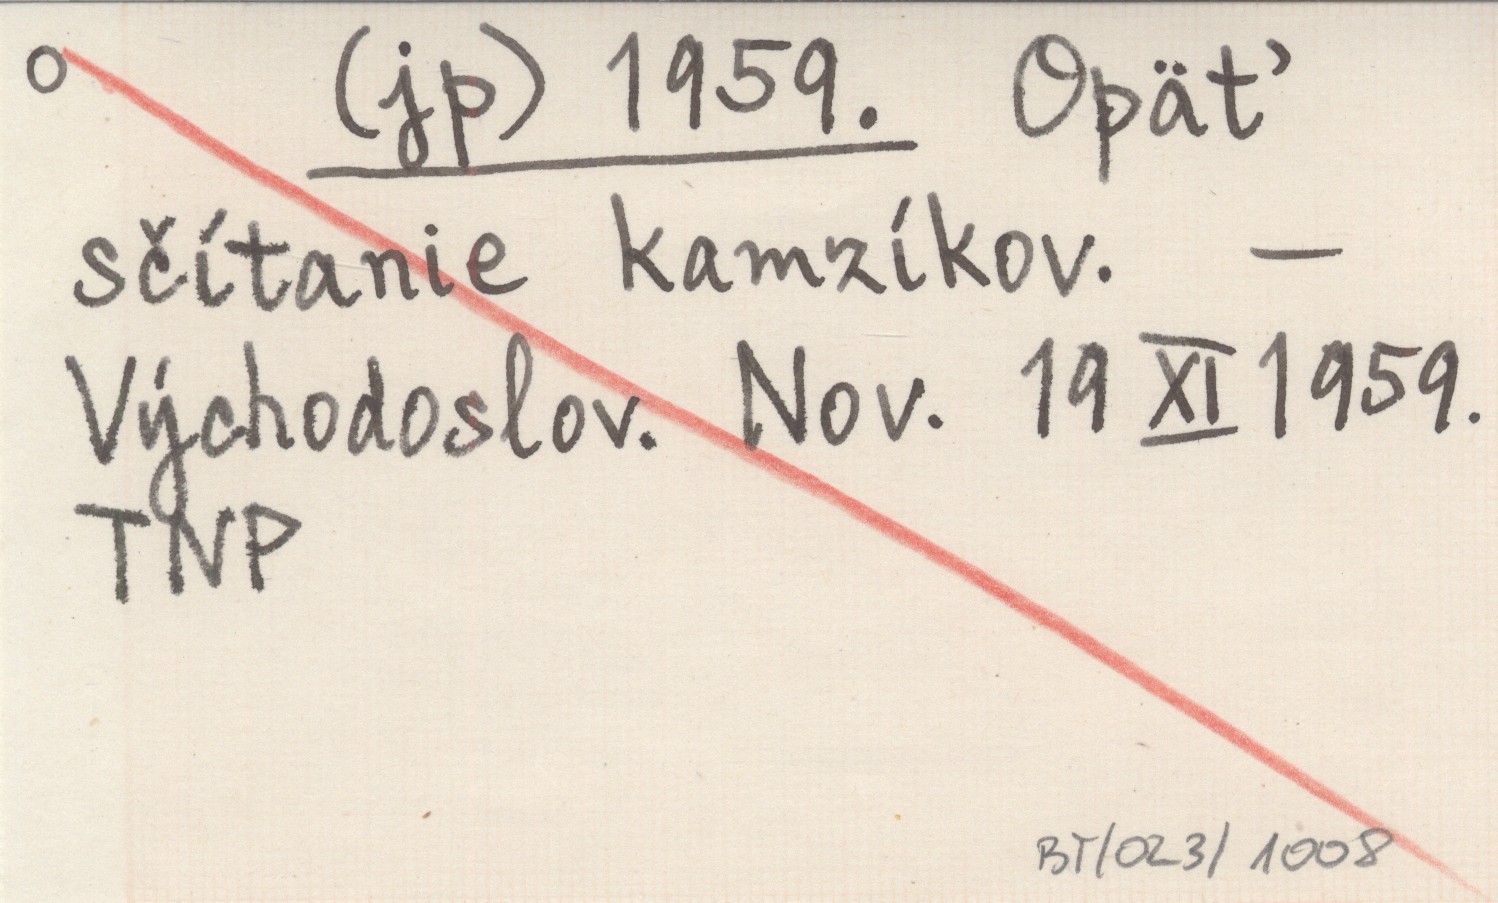 o (jp) 1959. Opäť
sčítanie kamzíkov. —
Východoslov. Nov. 19 XI 1959.
TNP
BT/023/ 1008